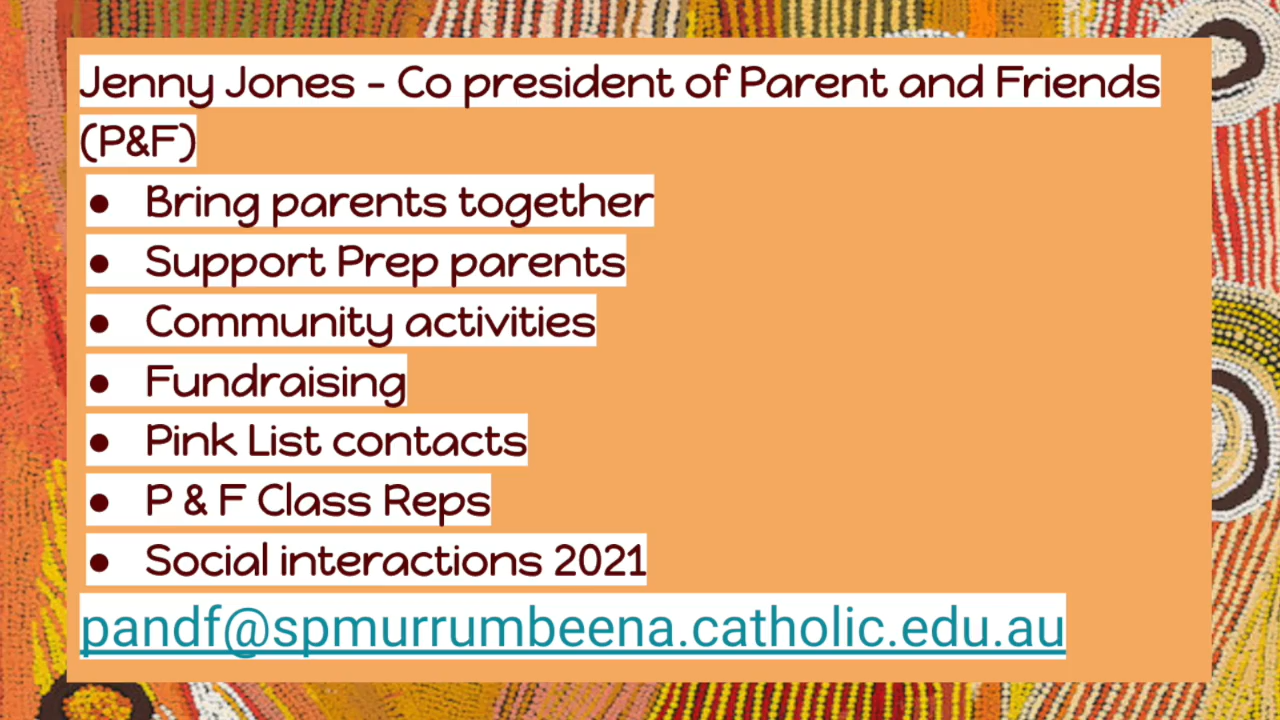 Jenny Jones - Co president of Parent and Friends
(P&F)
● Bring parents together
● Support Prep parents
● Community activities
● Fundraising
● Pink List contacts
● P & F Class Reps
● Social interactions 2021
pandf@spmurrumbeena.catholic.edu.au